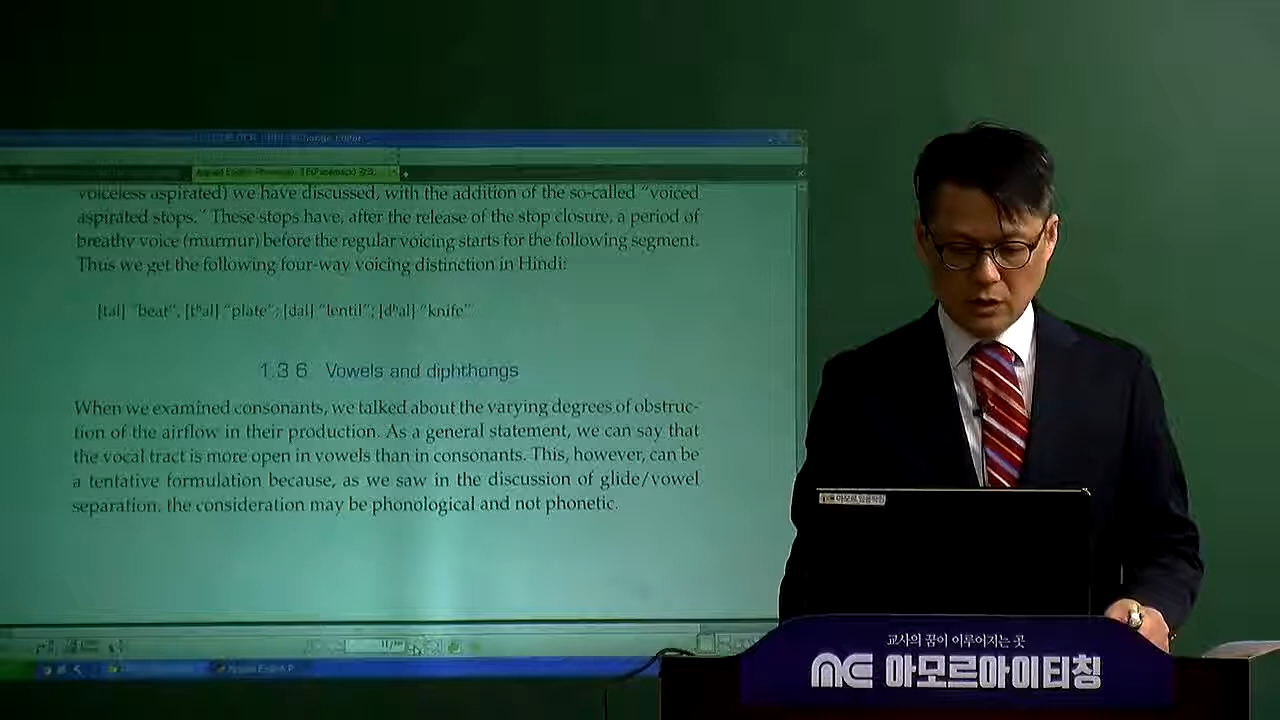 voiceless aspirated) we have discussed, with the addition of the so-called "voiced
aspirated stops." These stops have, after the release of the stop closure, a period of
breathy voice (murmur) before the regular voicing starts for the following segment.
Thus we get the following four-way voicing distinction in Hindi:
[tal] "beat"; [tʰal] "plate"; [dal] "lentil"; [dʰal] "knife"
1.3 6 Vowels and diphthongs
When we examined consonants, we talked about the varying degrees of obstruc-
tion of the airflow in their production. As a general statement, we can say that
the vocal tract is more open in vowels than in consonants. This, however, can be
a tentative formulation because, as we saw in the discussion of glide/vowel
separation, the consideration may be phonological and not phonetic.
교사의 꿈이 이루어지는 곳
아모르아이티칭